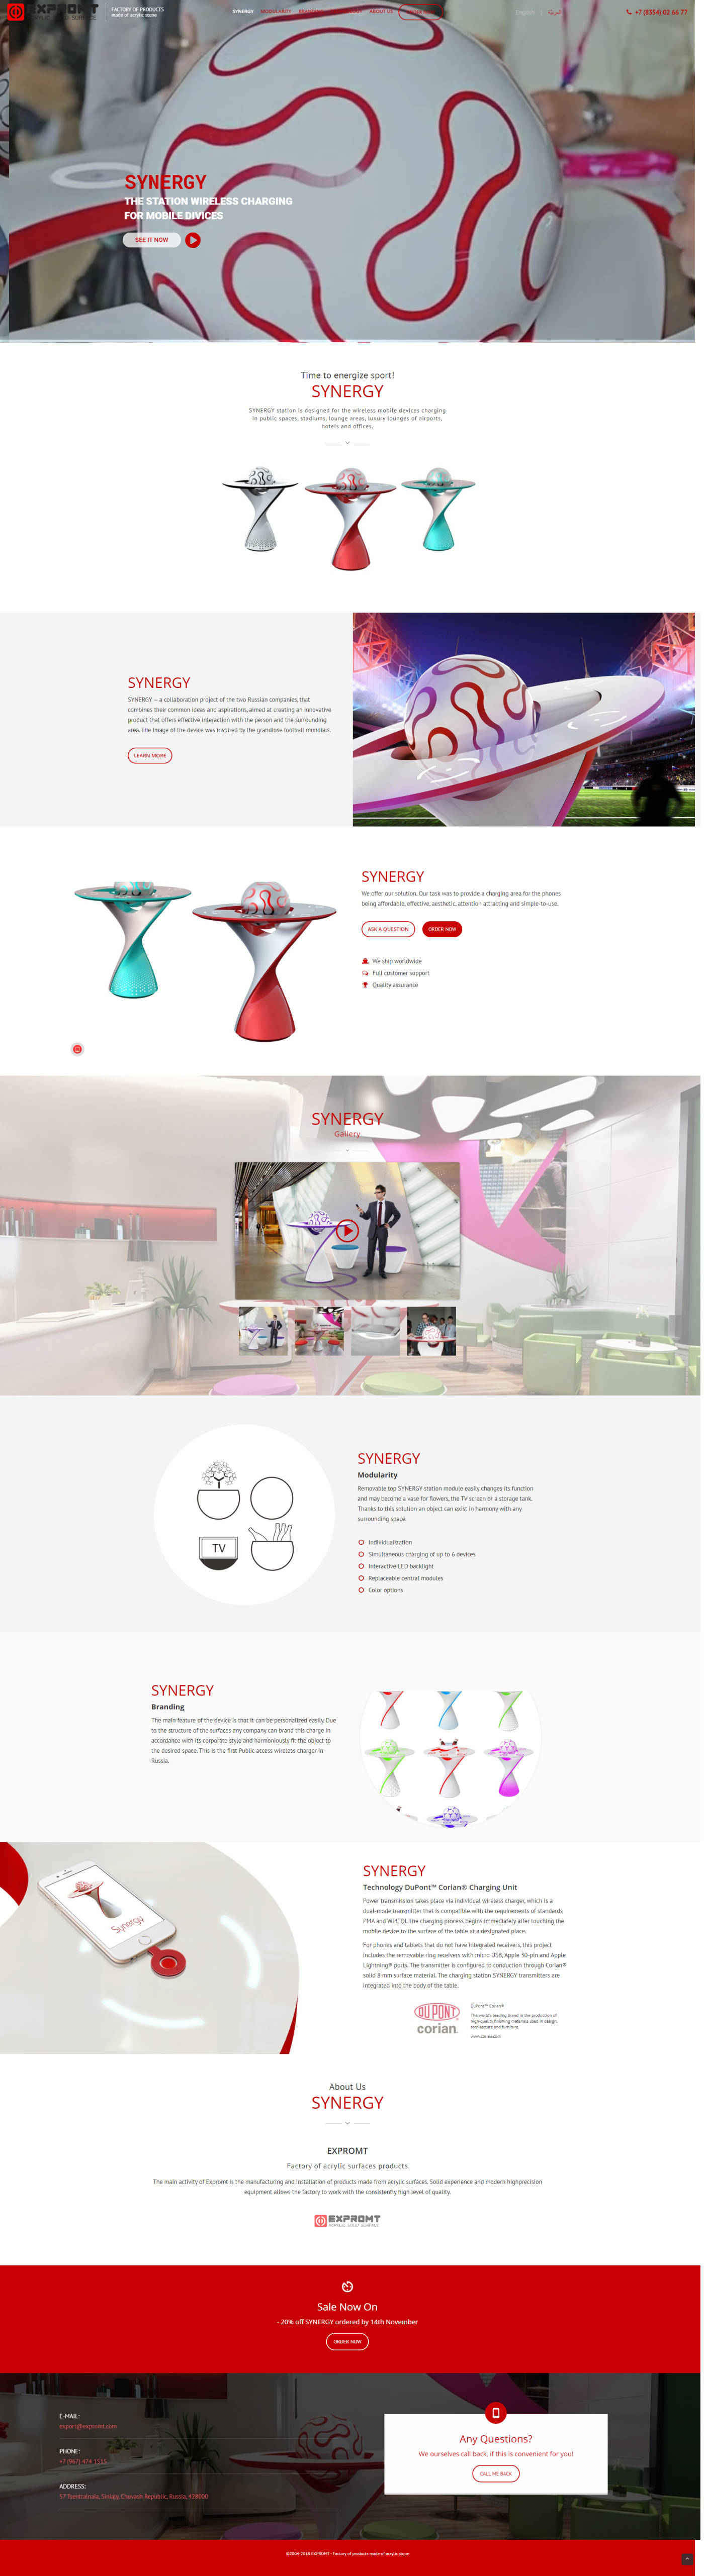 EXPROMT
FACTORY OF PRODUCTS
made of acrylic stone
SYNERGY
MODULARITY
ABOUT US
English
العربيّة
+7 (8354) 02 66 77
SYNERGY
THE STATION WIRELESS CHARGING
FOR MOBILE DIVICES
SEE IT NOW
Time to energize sport!
SYNERGY
SYNERGY station is designed for the wireless mobile devices charging
in public spaces, stadiums, lounge areas, luxury lounges of airports,
hotels and offices.
SYNERGY
SYNERGY — a collaboration project of the two Russian companies, that
combines their common ideas and aspirations, aimed at creating an innovative
product that offers effective interaction with the person and the surrounding
area. The image of the device was inspired by the grandiose football mundials.
LEARN MORE
SYNERGY
We offer our solution. Our task was to provide a charging area for the phones
being affordable, effective, aesthetic, attention attracting and simple-to-use.
ASK A QUESTION
ORDER NOW
We ship worldwide
Full customer support
Quality assurance
SYNERGY
Gallery
SYNERGY
Modularity
Removable top SYNERGY station module easily changes its function
and may become a vase for flowers, the TV screen or a storage tank.
Thanks to this solution an object can exist in harmony with any
surrounding space.
TV
Individualization
Simultaneous charging of up to 6 devices
Interactive LED backlight
Replaceable central modules
Color options
SYNERGY
Branding
The main feature of the device is that it can be personalized easily. Due
to the structure of the surfaces any company can brand this charge in
accordance with its corporate style and harmoniously fit the object to
the desired space. This is the first Public access wireless charger in
Russia.
Synergy
SYNERGY
Technology DuPont™ Corian® Charging Unit
Power transmission takes place via individual wireless charger, which is a
dual-mode transmitter that is compatible with the requirements of standards
PMA and WPC QI. The charging process begins immediately after touching the
mobile device to the surface of the table at a designated place.
For phones and tablets that do not have integrated receivers, this project
includes the removable ring receivers with micro USB, Apple 30-pin and Apple
Lightning® ports. The transmitter is configured to conduction through Corian®
solid 8 mm surface material. The charging station SYNERGY transmitters are
integrated into the body of the table.
DU PONT
corian.
DuPont™ Corian®
The world's leading brand in the production of
high-quality finishing materials used in design,
architecture and furniture.
www.corian.com
About Us
SYNERGY
EXPROMT
Factory of acrylic surfaces products
The main activity of Expromt is the manufacturing and installation of products made from acrylic surfaces. Solid experience and modern highprecision
equipment allows the factory to work with the consistently high level of quality.
EXPROMT
ACRYLIC SOLID SURFACE
Sale Now On
- 20% off SYNERGY ordered by 14th November
ORDER NOW
E-MAIL:
export@expromt.com
PHONE:
+7 (967) 474 1515
ADDRESS:
57 Tsentralnaia, Sinialy, Chuvash Republic, Russia, 428000
Any Questions?
We ourselves call back, if this is convenient for you!
CALL ME BACK
©2004-2018 EXPROMT - Factory of products made of acrylic stone